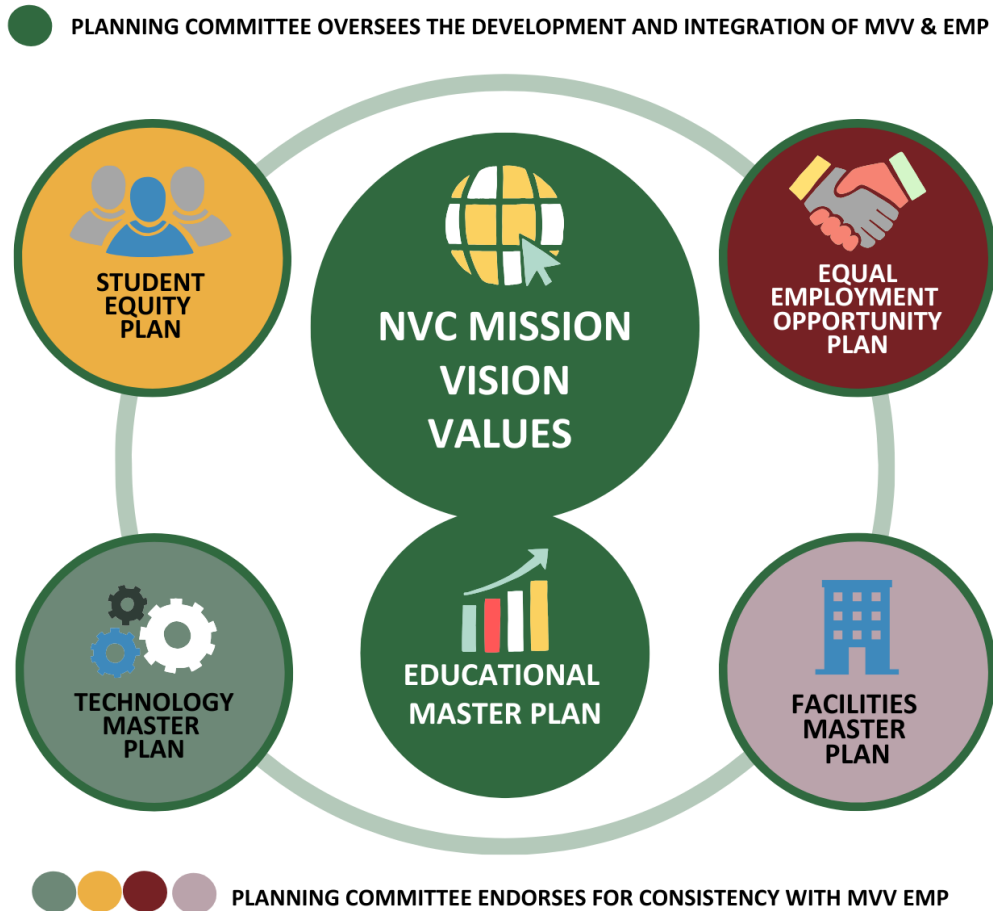 PLANNING COMMITTEE OVERSEES THE DEVELOPMENT AND INTEGRATION OF MVV & EMP
STUDENT
EQUITY
PLAN
NVC MISSION
VISION
VALUES
EQUAL
EMPLOYMENT
OPPORTUNITY
PLAN
TECHNOLOGY
MASTER
PLAN
EDUCATIONAL
MASTER PLAN
FACILITIES
MASTER
PLAN
PLANNING COMMITTEE ENDORSES FOR CONSISTENCY WITH MVV EMP